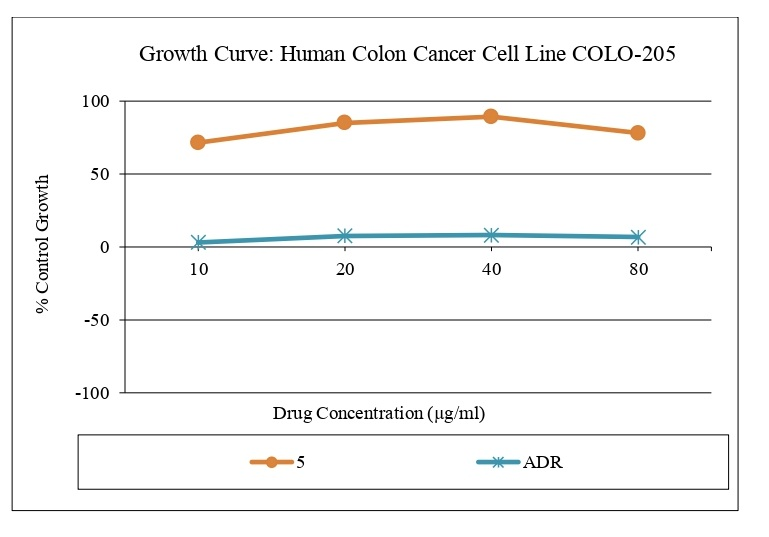 Growth Curve: Human Colon Cancer Cell Line COLO-205
100
50
0
-50
-100
% Control Growth
10 20 40 80
Drug Concentration (μg/ml)
5 ADR